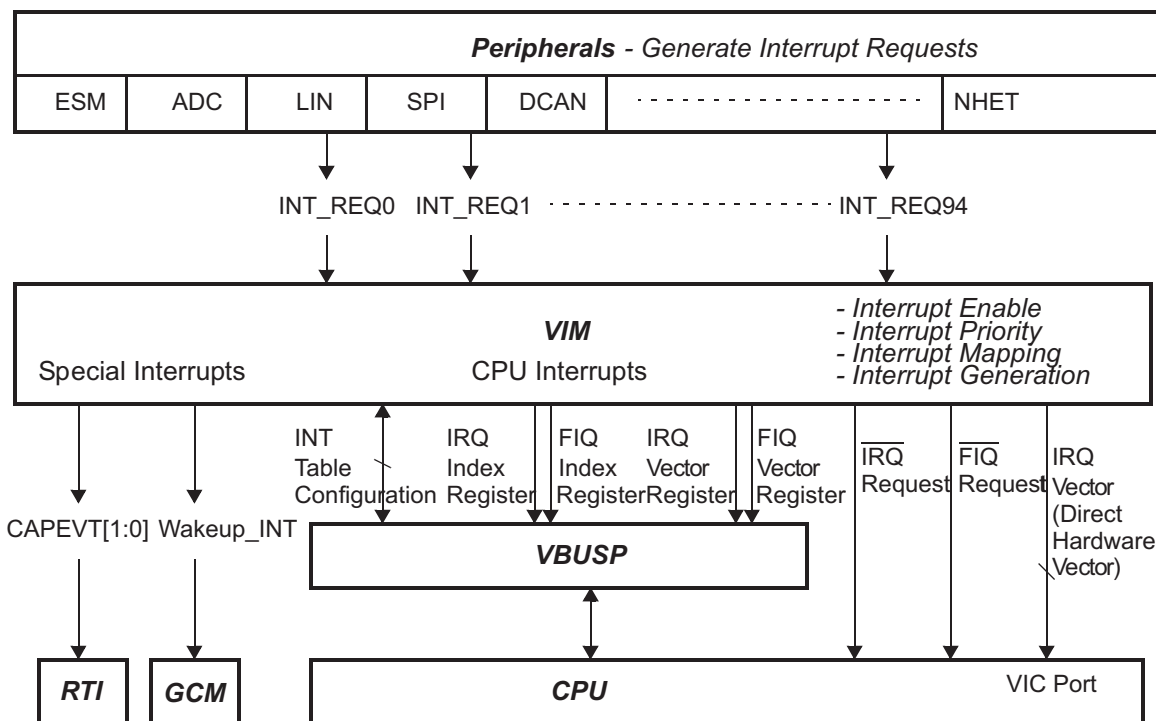 Peripherals - Generate Interrupt Requests
ESM ADC LIN SPI DCAN NHET
INT_REQ0 INT_REQ1 INT_REQ94
VIM
- Interrupt Enable
- Interrupt Priority
- Interrupt Mapping
- Interrupt Generation
Special Interrupts
CPU Interrupts
INT
Table
Configuration
IRQ
Index
Register
FIQ
Index
Register
IRQ
Vector
Register
FIQ
Vector
Register
IRQ
Request
FIQ
Request
IRQ
Vector
(Direct
Hardware
Vector)
CAPEVT[1:0] Wakeup_INT
VBUSP
RTI
GCM
CPU
VIC Port